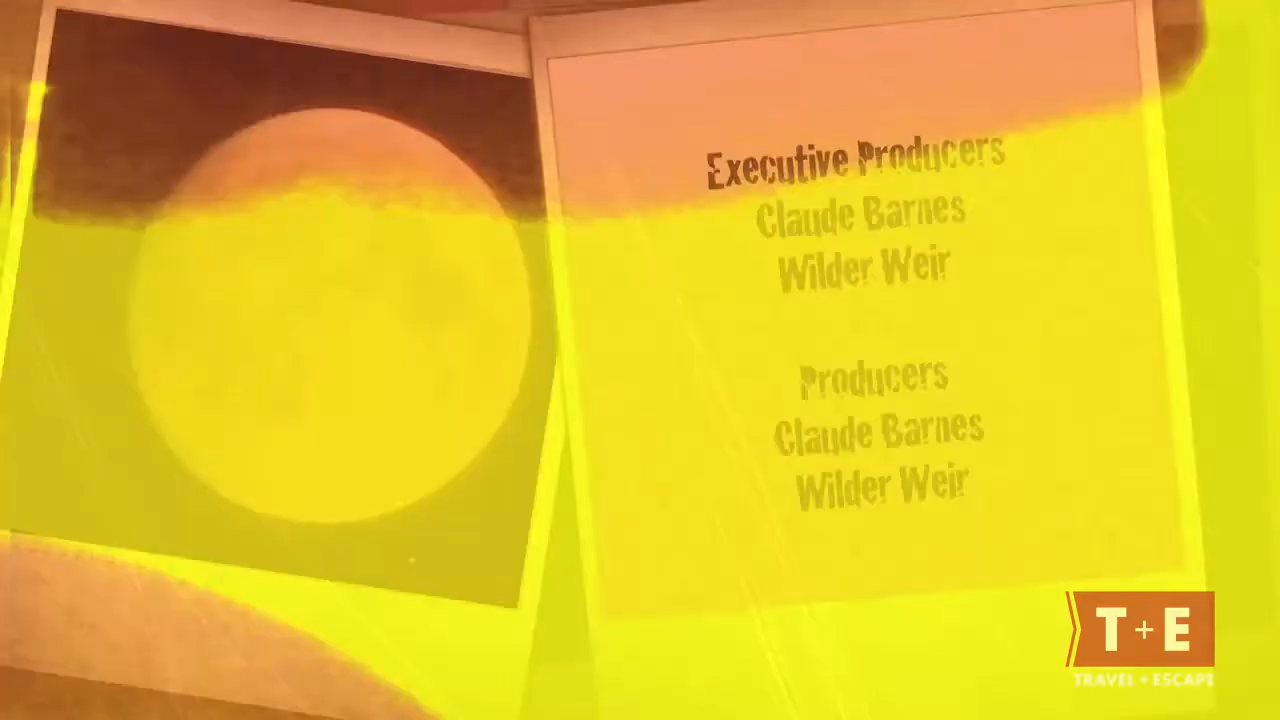 Executive Producers
Claude Barnes
Wilder Weir
Producers
Claude Barnes
Wilder Weir
T+E
TRAVEL + ESCAPE